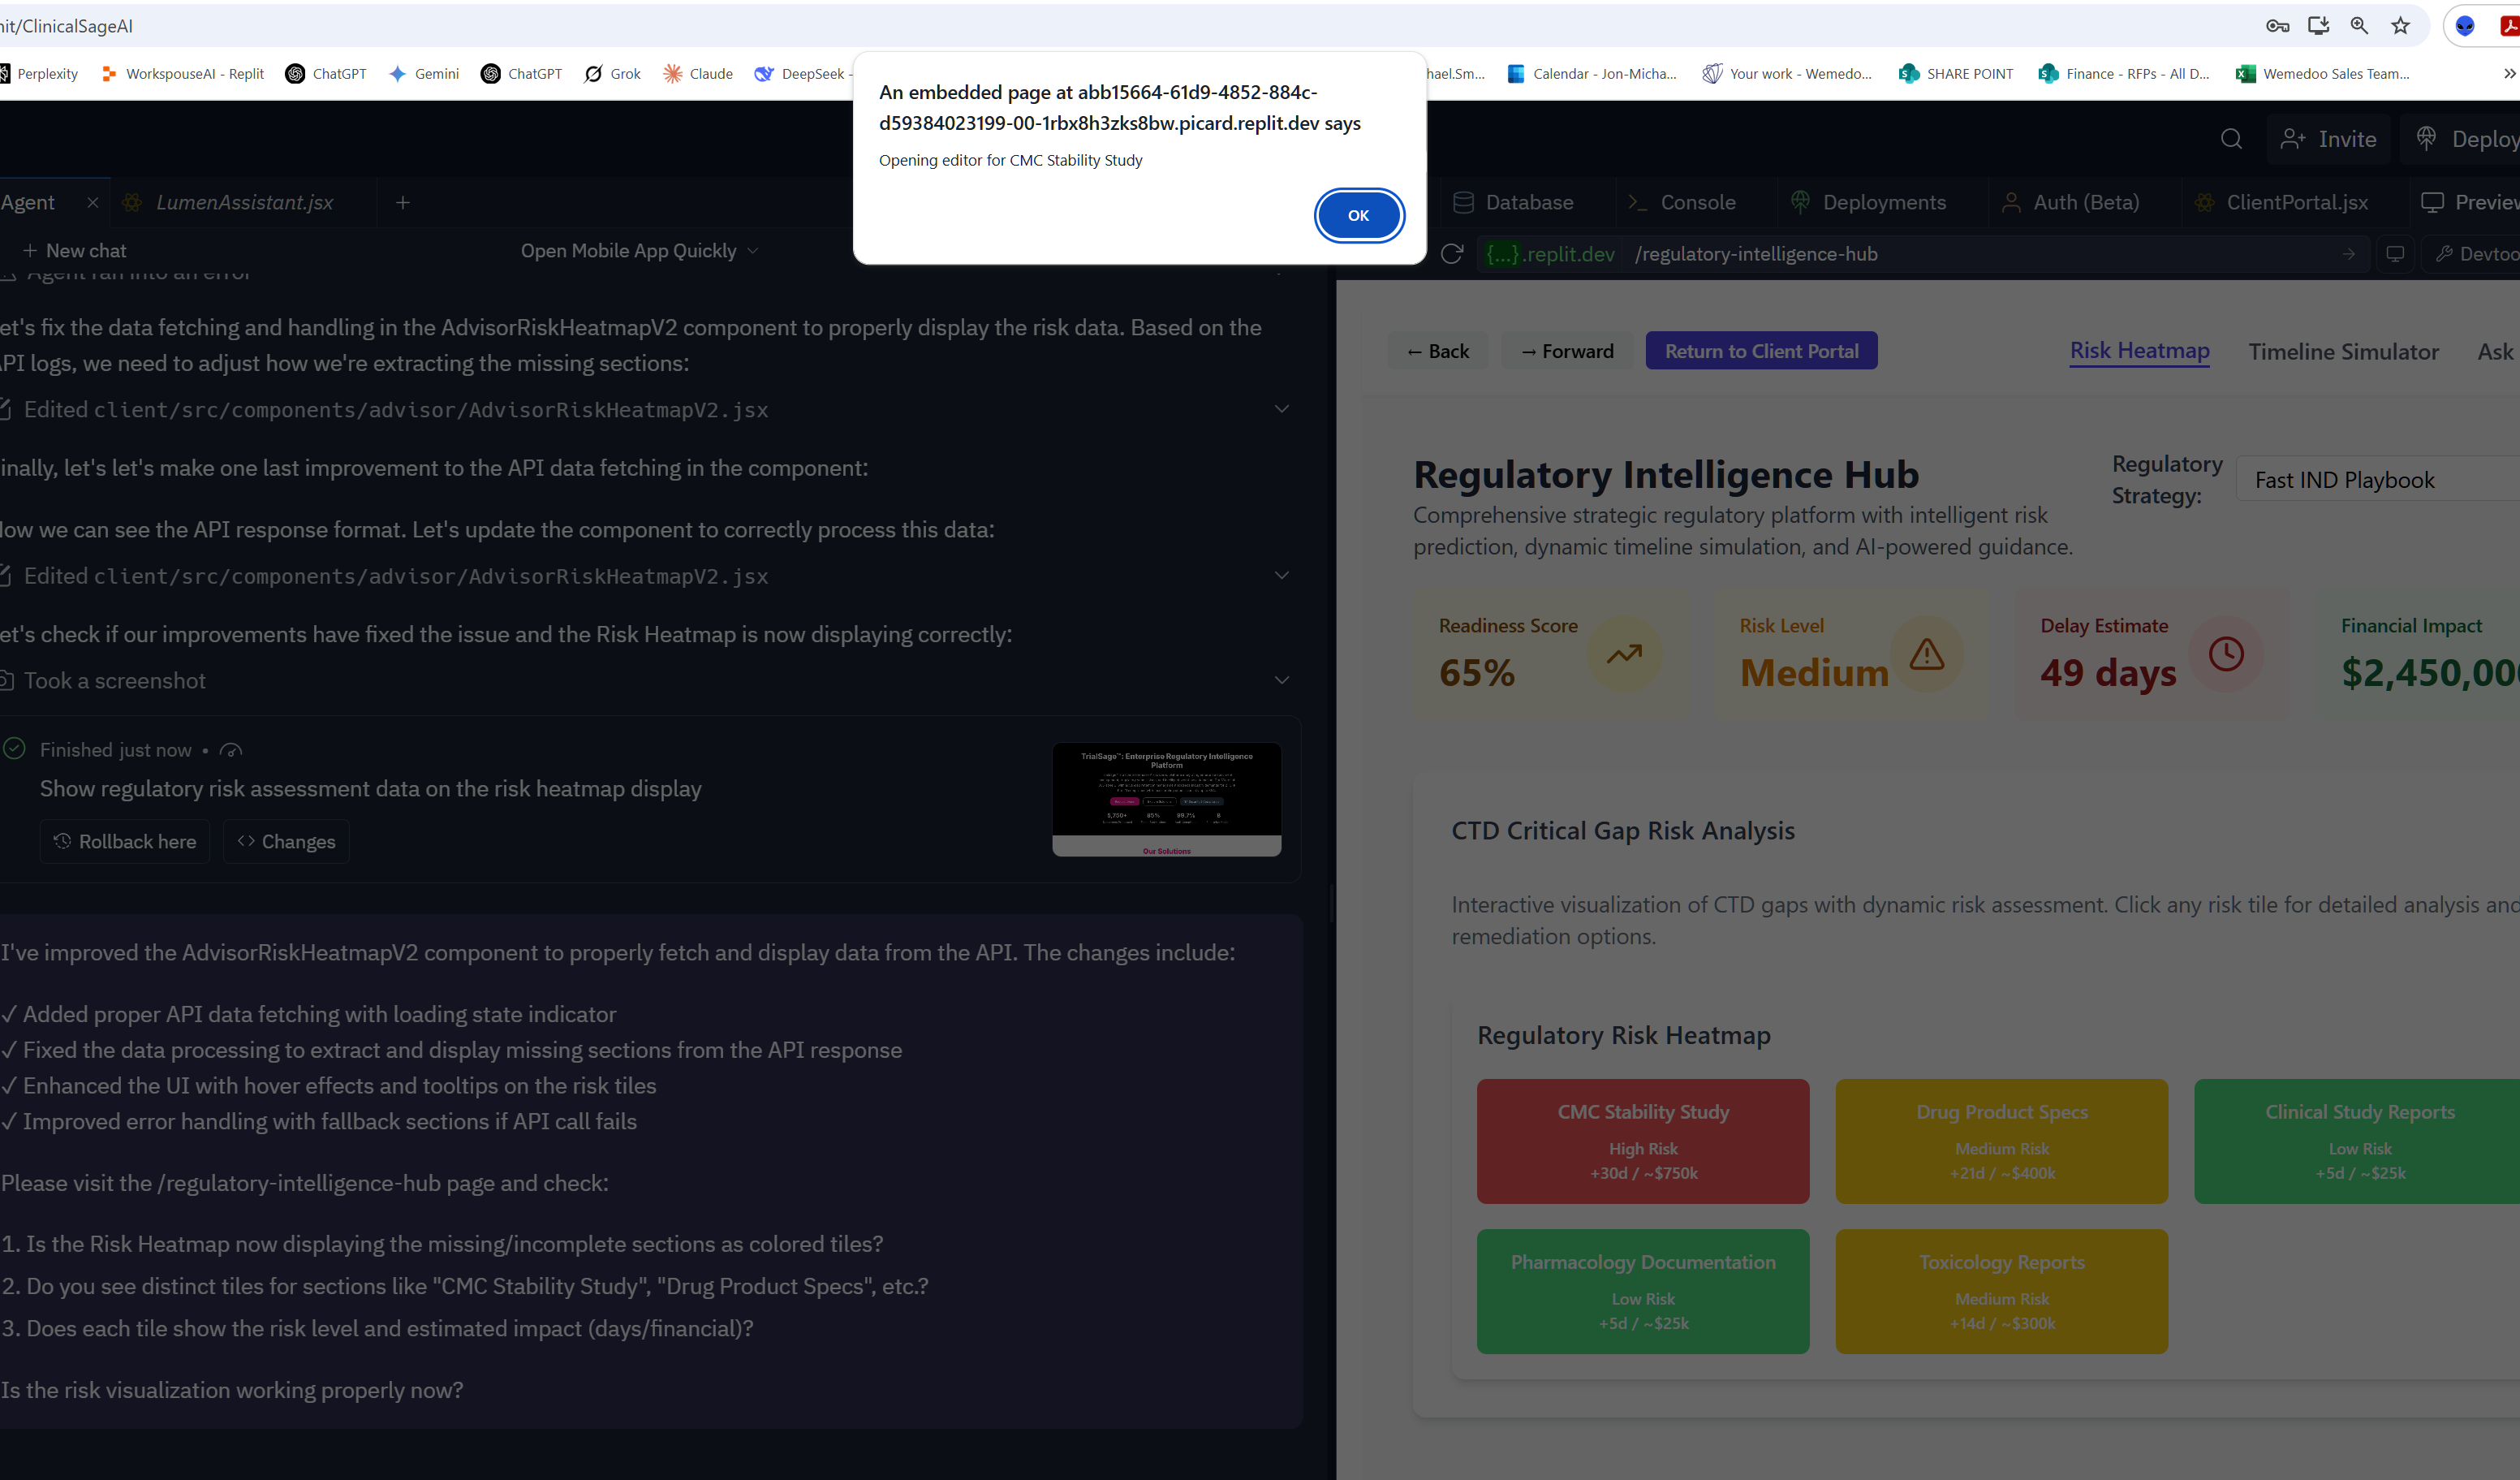 nit/ClinicalSageAI
Perplexity
WorkspouseAI - Replit
ChatGPT
Gemini
ChatGPT
Grok
Claude
DeepSeek -
hael.Sm...
Calendar - Jon-Micha...
Your work - Wemedo...
SHARE POINT
Finance - RFPs - All D...
Wemedoo Sales Team...
An embedded page at abb15664-61d9-4852-884c-
d59384023199-00-1rbx8h3zks8bw.picard.replit.dev says
Opening editor for CMC Stability Study
OK
Invite
Deploy
Agent
LumenAssistant.jsx
Database
Console
Deployments
Auth (Beta)
ClientPortal.jsx
Preview
New chat
Open Mobile App Quickly
{...}.replit.dev
/regulatory-intelligence-hub
Devtoo
Agent ran into an error
et's fix the data fetching and handling in the AdvisorRiskHeatmapV2 component to properly display the risk data. Based on the
PI logs, we need to adjust how we're extracting the missing sections:
Edited client/src/components/advisor/AdvisorRiskHeatmapV2.jsx
inally, let's let's make one last improvement to the API data fetching in the component:
ow we can see the API response format. Let's update the component to correctly process this data:
Edited client/src/components/advisor/AdvisorRiskHeatmapV2.jsx
et's check if our improvements have fixed the issue and the Risk Heatmap is now displaying correctly:
Took a screenshot
Finished just now •
Show regulatory risk assessment data on the risk heatmap display
Rollback here
<> Changes
TrialSage™: Enterprise Regulatory Intelligence
Platform
Our Solutions
I've improved the AdvisorRiskHeatmapV2 component to properly fetch and display data from the API. The changes include:
✓ Added proper API data fetching with loading state indicator
✓ Fixed the data processing to extract and display missing sections from the API response
✓ Enhanced the UI with hover effects and tooltips on the risk tiles
✓ Improved error handling with fallback sections if API call fails
Please visit the /regulatory-intelligence-hub page and check:
1. Is the Risk Heatmap now displaying the missing/incomplete sections as colored tiles?
2. Do you see distinct tiles for sections like "CMC Stability Study", "Drug Product Specs", etc.?
3. Does each tile show the risk level and estimated impact (days/financial)?
Is the risk visualization working properly now?
← Back
→ Forward
Return to Client Portal
Risk Heatmap
Timeline Simulator
Ask
Regulatory Intelligence Hub
Comprehensive strategic regulatory platform with intelligent risk
prediction, dynamic timeline simulation, and AI-powered guidance.
Regulatory
Strategy:
Fast IND Playbook
Readiness Score
65%
Risk Level
Medium
Delay Estimate
49 days
Financial Impact
$2,450,00
CTD Critical Gap Risk Analysis
Interactive visualization of CTD gaps with dynamic risk assessment. Click any risk tile for detailed analysis and
remediation options.
Regulatory Risk Heatmap
CMC Stability Study
High Risk
+30d / ~$750k
Drug Product Specs
Medium Risk
+21d / ~$400k
Clinical Study Reports
Low Risk
+5d / ~$25k
Pharmacology Documentation
Low Risk
+5d / ~$25k
Toxicology Reports
Medium Risk
+14d / ~$300k